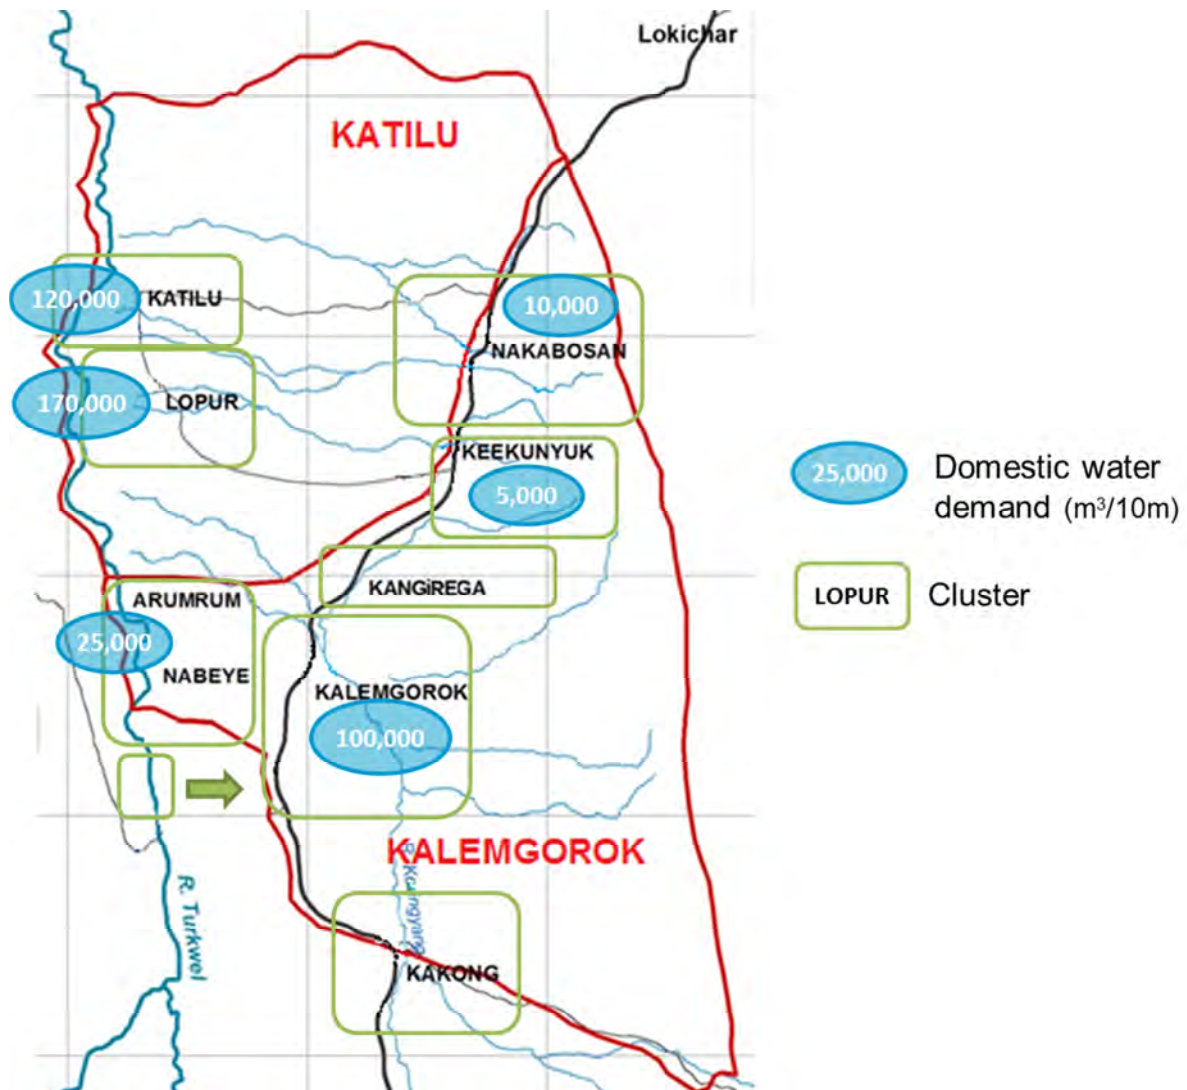 Lokichar
KATILU
120,000
KATILU
10,000
NAKABOSAN
170,000
LOPUR
KEEKUNYUK
5,000
KANGiREGA
ARUMRUM
25,000
NABEYE
KALEMGOROK
100,000
KALEMGOROK
R. Turkwel
KAKONG
25,000
Domestic water
demand (m³/10m)
LOPUR
Cluster